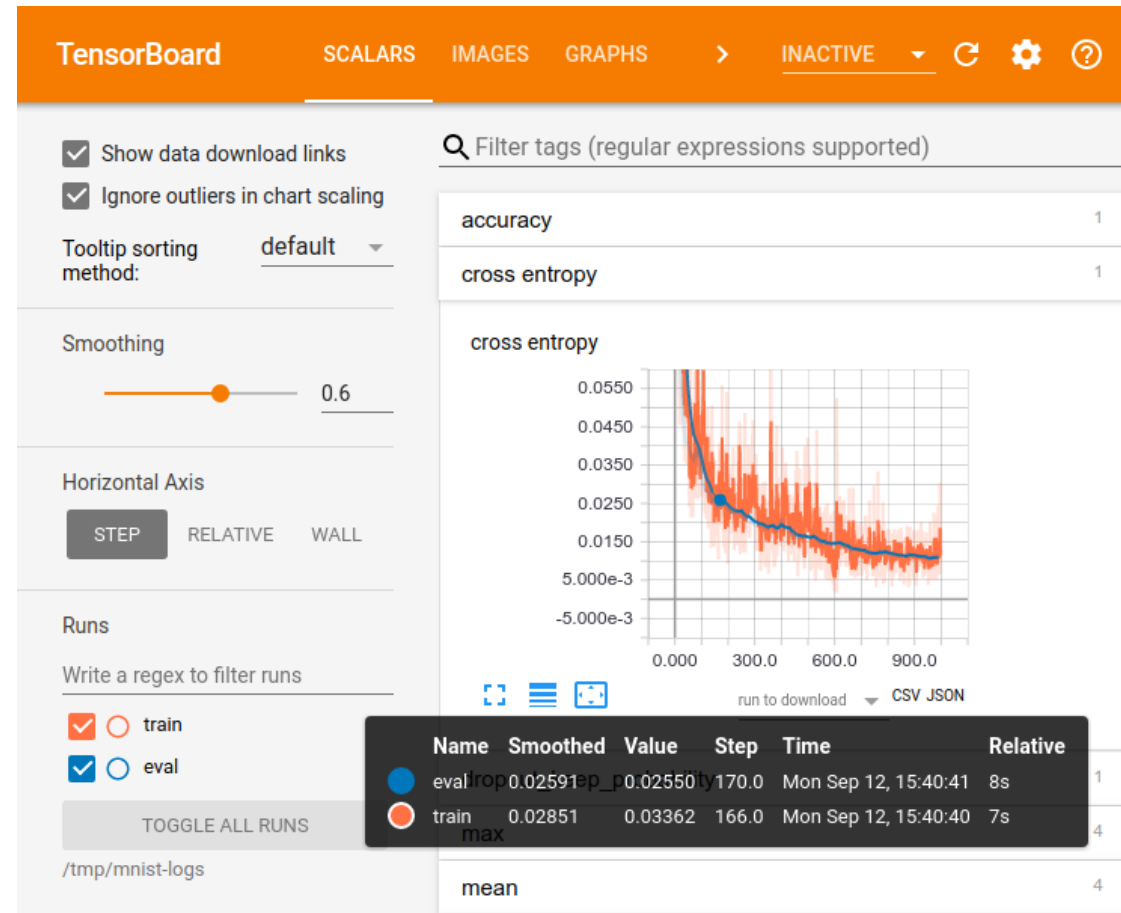 TensorBoard SCALARS IMAGES GRAPHS INACTIVE
Show data download links
Ignore outliers in chart scaling
Tooltip sorting method: default
Smoothing
0.6
Horizontal Axis
STEP RELATIVE WALL
Runs
Write a regex to filter runs
train
eval
TOGGLE ALL RUNS
/tmp/mnist-logs
Filter tags (regular expressions supported)
accuracy 1
cross entropy 1
cross entropy
0.0550
0.0450
0.0350
0.0250
0.0150
5.000e-3
-5.000e-3
0.000 300.0 600.0 900.0
run to download CSV JSON
Name Smoothed Value Step Time Relative
eval 0.02591 0.02550 170.0 Mon Sep 12, 15:40:41 8s
train 0.02851 0.03362 166.0 Mon Sep 12, 15:40:40 7s
dropout_keep_probability 1
max 4
mean 4